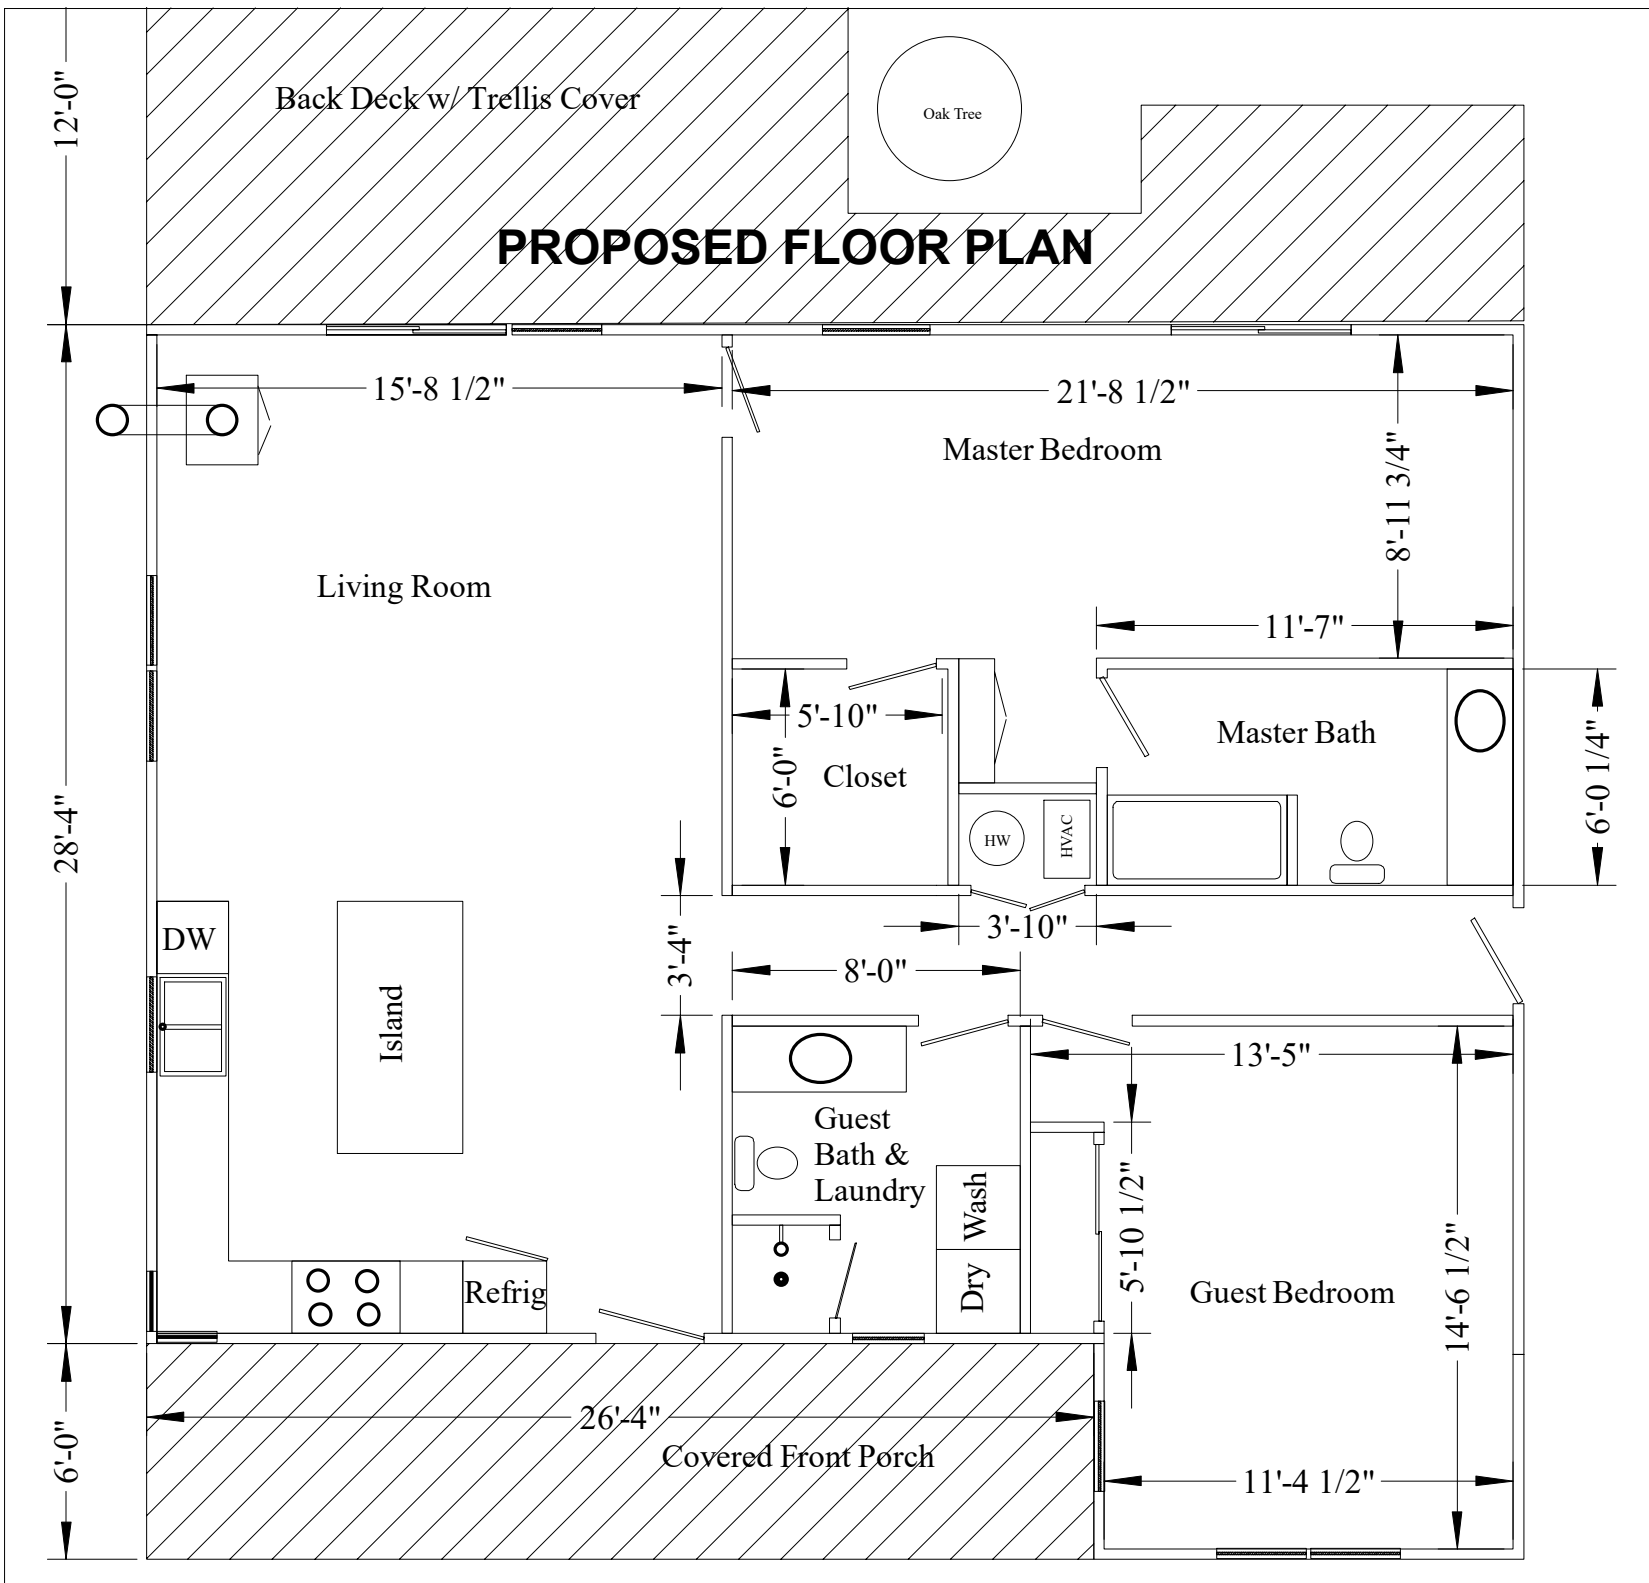 12'-0"
Back Deck w/ Trellis Cover
Oak Tree
PROPOSED FLOOR PLAN
15'-8 1/2"
21'-8 1/2"
Master Bedroom
8'-11 3/4"
Living Room
11'-7"
5'-10"
Master Bath
6'-0"
Closet
6'-0 1/4"
28'-4"
HW
HVAC
DW
3'-4"
3'-10"
8'-0"
Island
13'-5"
Guest
Bath &
Laundry
Wash
5'-10 1/2"
Dry
Refrig
Guest Bedroom
14'-6 1/2"
26'-4"
6'-0"
Covered Front Porch
11'-4 1/2"